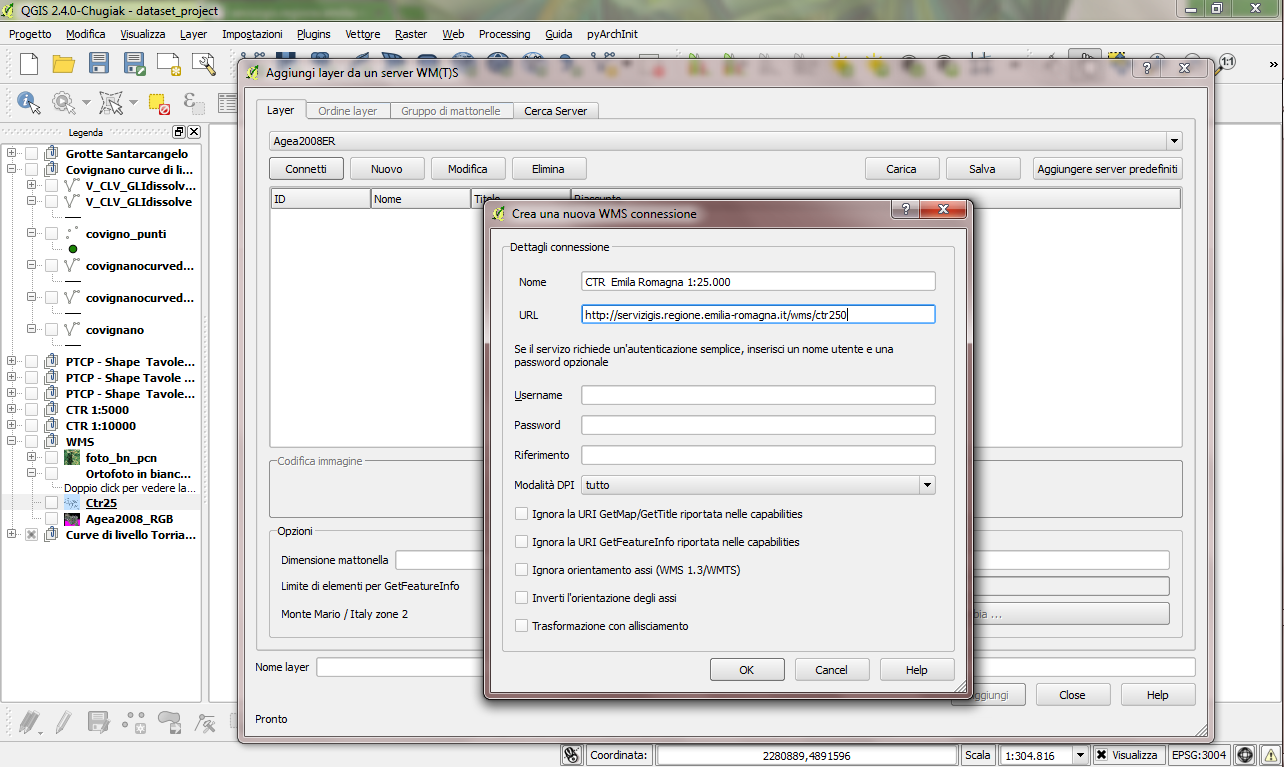 QGIS 2.4.0-Chugiak - dataset_project
Progetto Modifica Visualizza Layer Impostazioni Plugins Vettore Raster Web Processing Guida pyArchInit
Aggiungi layer da un server WM(T)S
Legenda
Grotte Santarcangelo
Covignano curve di li...
V_CLV_GLIdissolv...
V_CLV_GLIdissolve
covigno_punti
covignanocurved...
covignanocurved...
covignano
PTCP - Shape Tavole...
PTCP - Shape Tavole ...
PTCP - Shape Tavole...
CTR 1:5000
CTR 1:10000
WMS
foto_bn_pcn
Ortofoto in bianc...
Doppio click per vedere la...
Ctr25
Agea2008_RGB
Curve di livello Torria...
Layer Ordine layer Gruppo di mattonelle Cerca Server
Agea2008ER
Connetti Nuovo Modifica Elimina Carica Salva Aggiungere server predefiniti
ID Nome Titolo Riassunto
Crea una nuova WMS connessione
Dettagli connessione
Nome CTR Emila Romagna 1:25.000
URL http://servizigis.regione.emilia-romagna.it/wms/ctr250
Se il servizo richiede un'autenticazione semplice, inserisci un nome utente e una
password opzionale
Username
Password
Riferimento
Modalità DPI tutto
Ignora la URI GetMap/GetTitle riportata nelle capabilities
Ignora la URI GetFeatureInfo riportata nelle capabilities
Ignora orientamento assi (WMS 1.3/WMTS)
Inverti l'orientazione degli assi
Trasformazione con allisciamento
OK Cancel Help
Codifica immagine
Opzioni
Dimensione mattonella
Limite di elementi per GetFeatureInfo
Monte Mario / Italy zone 2
bia ...
Nome layer
ggiungi Close Help
Pronto
Coordinata: 2280889,4891596 Scala 1:304.816 Visualizza EPSG:3004